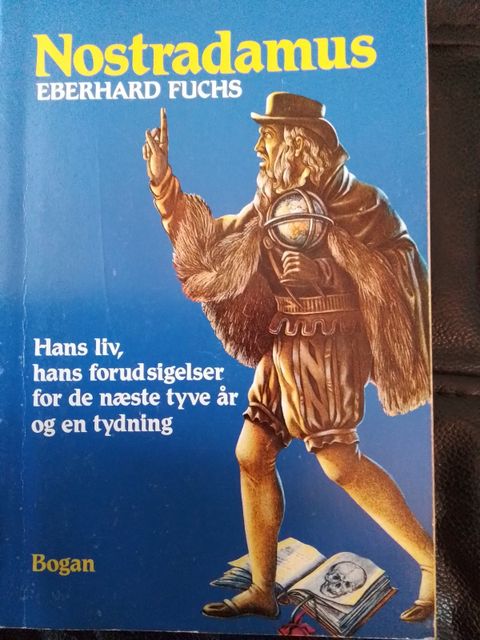 Nostradamus
EBERHARD FUCHS
Hans liv,
hans forudsigelser
for de næste tyve år
og en tydning
Bogan